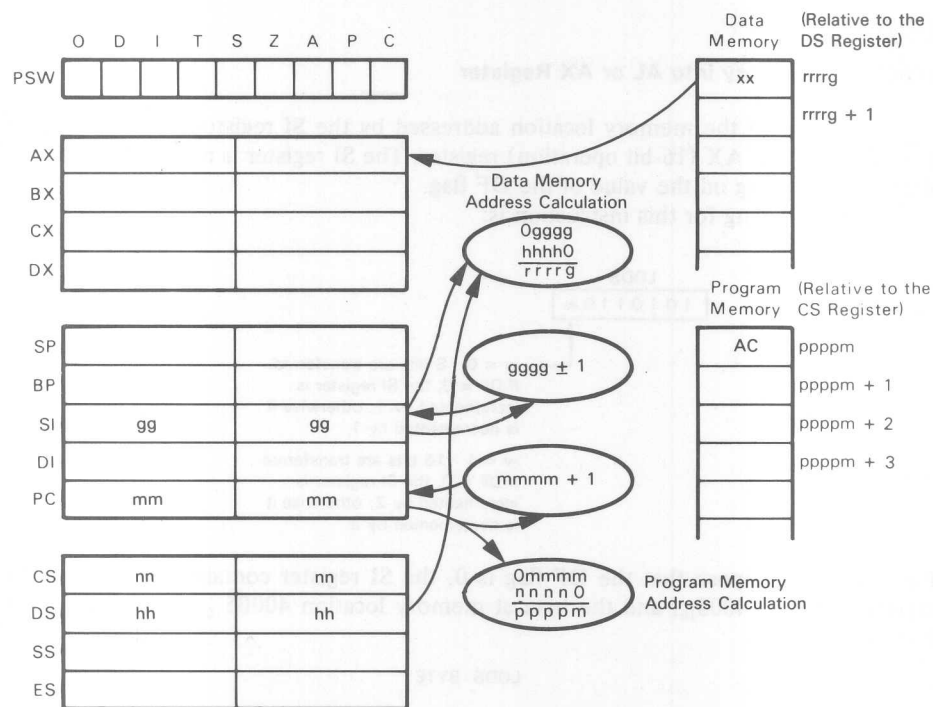 O D I T S Z A P C
PSW
Data
Memory
(Relative to the
DS Register)
xx
rrrrg
rrrrg + 1
AX
BX
CX
DX
Data Memory
Address Calculation
0gggg
hhhh0
rrrrg
Program
Memory
(Relative to the
CS Register)
AC
ppppm
ppppm + 1
ppppm + 2
ppppm + 3
SP
BP
SI gg gg
DI
PC mm mm
gggg ± 1
mmmm + 1
CS nn nn
DS hh hh
SS
ES
0mmmm
nnnn0
ppppm
Program Memory
Address Calculation